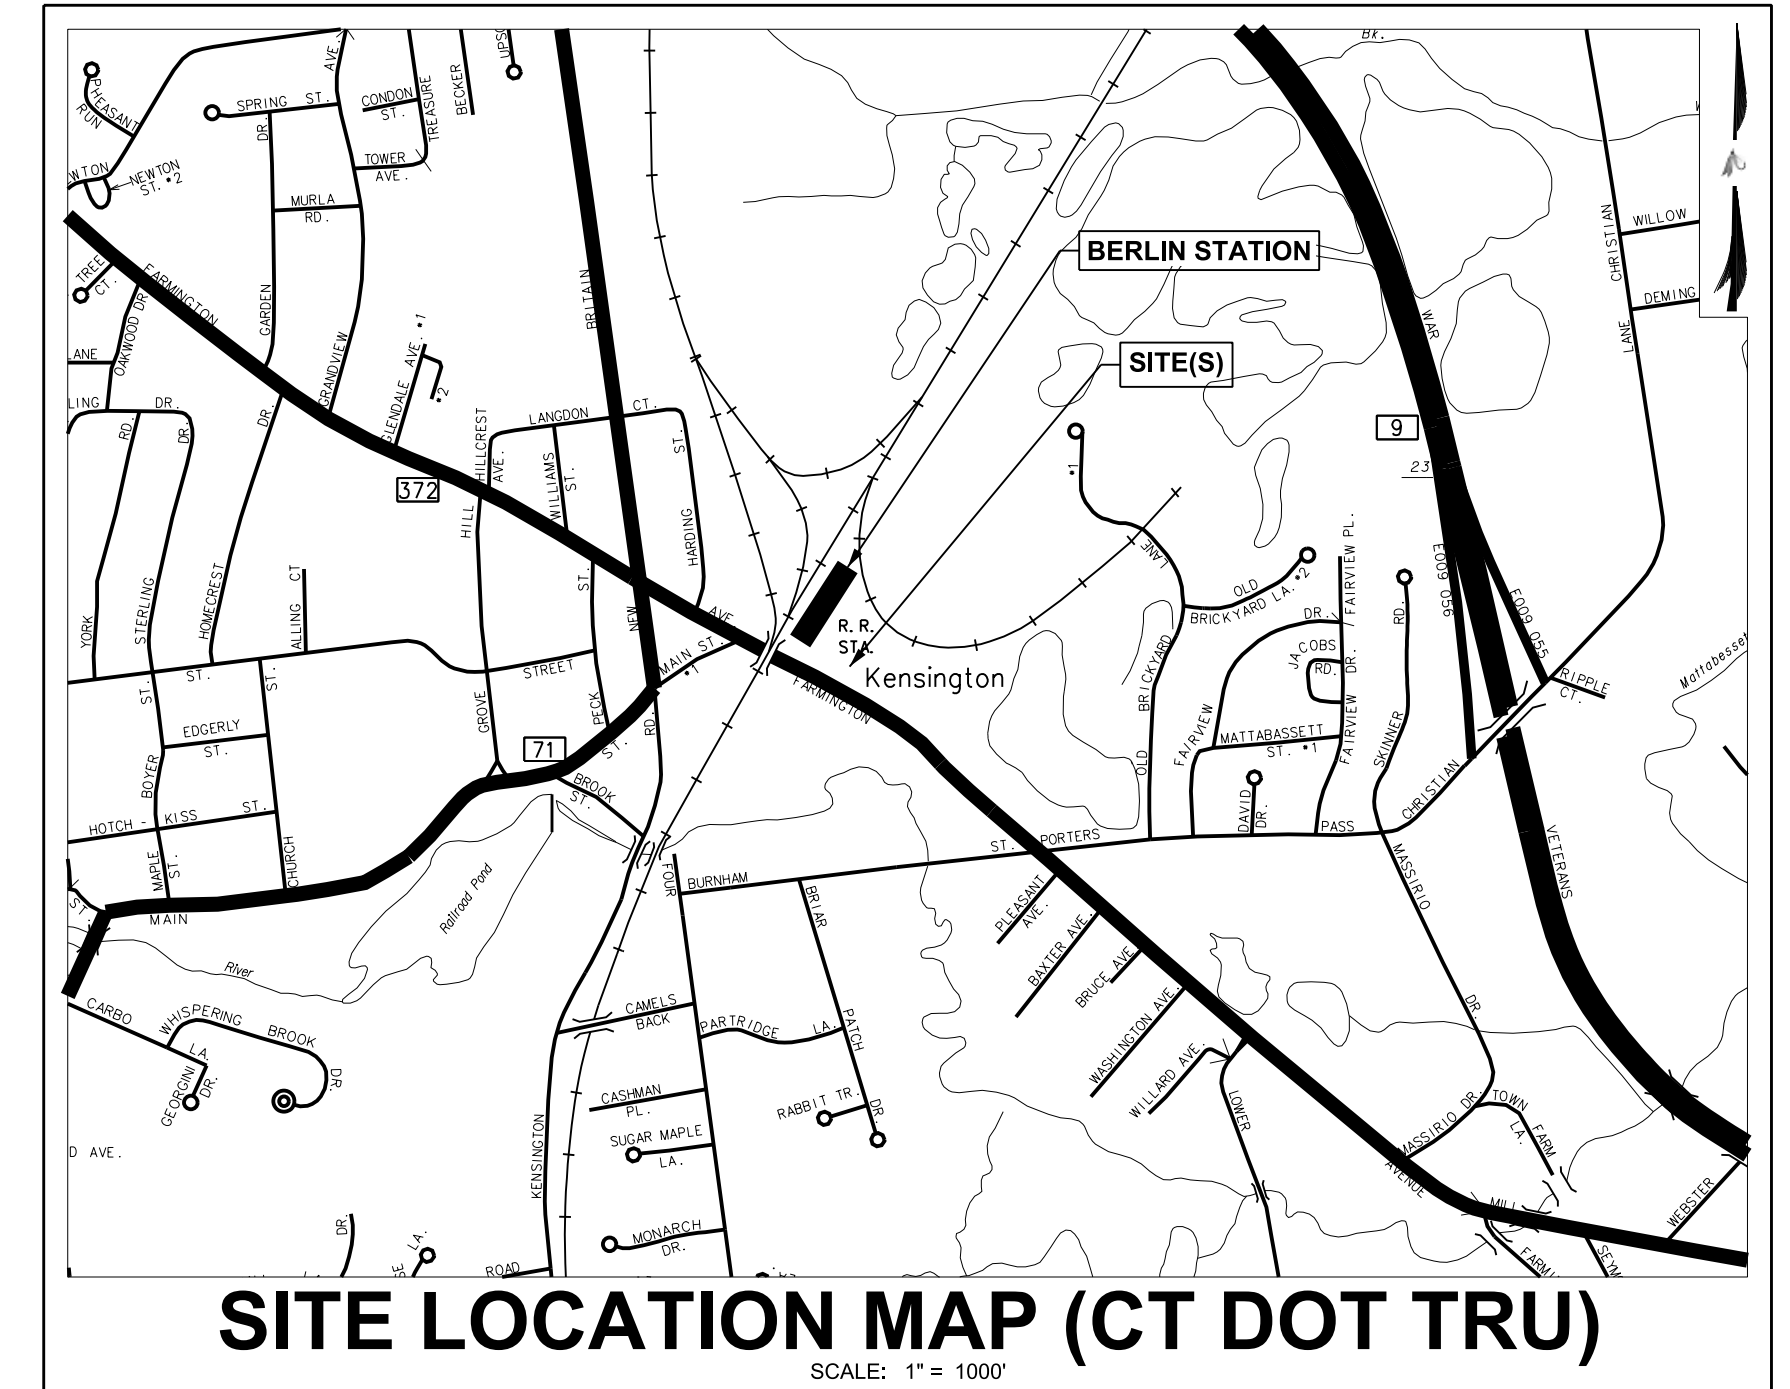 Bk.
AVE.
UPSO
PHEASANT
RUN
SPRING ST.
CONDON
ST.
TREASURE
BECKER
DR.
WTON
NEWTON
ST. *2
TOWER
AVE.
MURLA
RD.
CHRISTIAN
WILLOW
BERLIN STATION
TREE
CT.
FARMINGTON
OAKWOOD DR.
GARDEN
BRITAIN
DEMING
LANE
WAR
LANE
GRANDVIEW
GLENDALE AVE. *1
*2
SITE(S)
LING DR.
RD.
DR.
DR.
HILLCREST
AVE.
LANGDON CT.
ST.
9
23
372
HILL
WILLIAMS
ST.
*1
HARDING
LANE
FAIRVIEW PL.
E009 056
E009 055
YORK
STERLING
HOMECREST
ALLING CT
ST.
NEW
AVE.
OLD
BRICKYARD LA. *2
DR.
RD.
R. R.
STA.
Kensington
MAIN ST.
*1
JACOBS
RD.
Mattabesset
RIPPLE
CT.
ST.
ST.
ST.
STREET
GROVE
PECK
ST.
RD.
FARMINGTON
BRICKYARD
OLD
FAIRVIEW
MATTABASSETT
ST. *1
FAIRVIEW DR.
SKINNER
EDGERLY
ST.
71
BOYER
BROOK
ST.
DAVID
DR.
CHRISTIAN
HOTCH - KISS ST.
ST. PORTERS
PASS
VETERANS
MAPLE
ST.
CHURCH
FOUR
BURNHAM
BRIAR
MASSIRIO
ST.
MAIN
Railroad Pond
PLEASANT
AVE.
BAXTER AVE.
BRUCE AVE.
River
CARBO
LA.
WHISPERING BROOK
DR.
GEORGINI
DR.
CAMELS
BACK
PARTRIDGE LA.
PATCH
WASHINGTON AVE.
DR.
WILLARD AVE.
CASHMAN
PL.
RABBIT TR.
DR.
LOWER
MASSIRIO DR.
TOWN
FARM
LA.
D AVE.
KENSINGTON
SUGAR MAPLE
LA.
AVENUE
MILL
WEBSTER
DR.
LA.
SE
MONARCH
DR.
ROAD
FARMI
SEYM
SITE LOCATION MAP (CT DOT TRU)
SCALE: 1" = 1000'